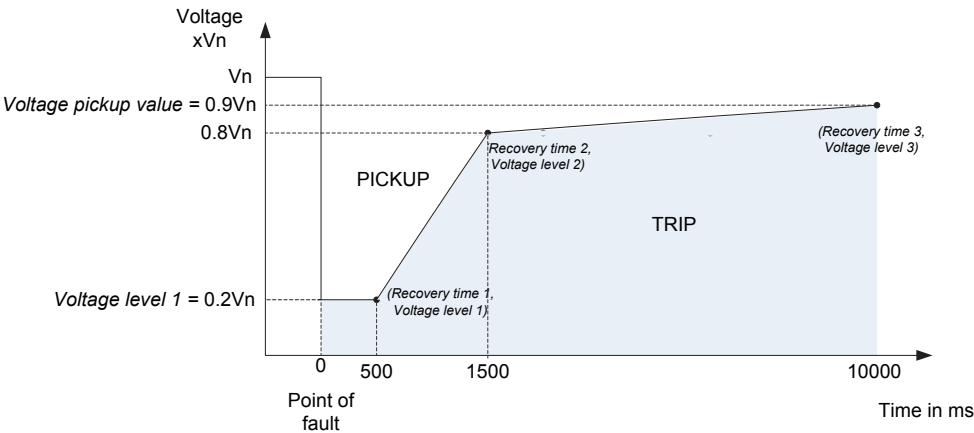 Voltage
xVn
Vn
Voltage pickup value = 0.9Vn
0.8Vn
(Recovery time 3,
Voltage level 3)
Recovery time 2,
Voltage level 2)
PICKUP
TRIP
Voltage level 1 = 0.2Vn
(Recovery time 1,
Voltage level 1)
0
500
1500
10000
Point of
fault
Time in ms